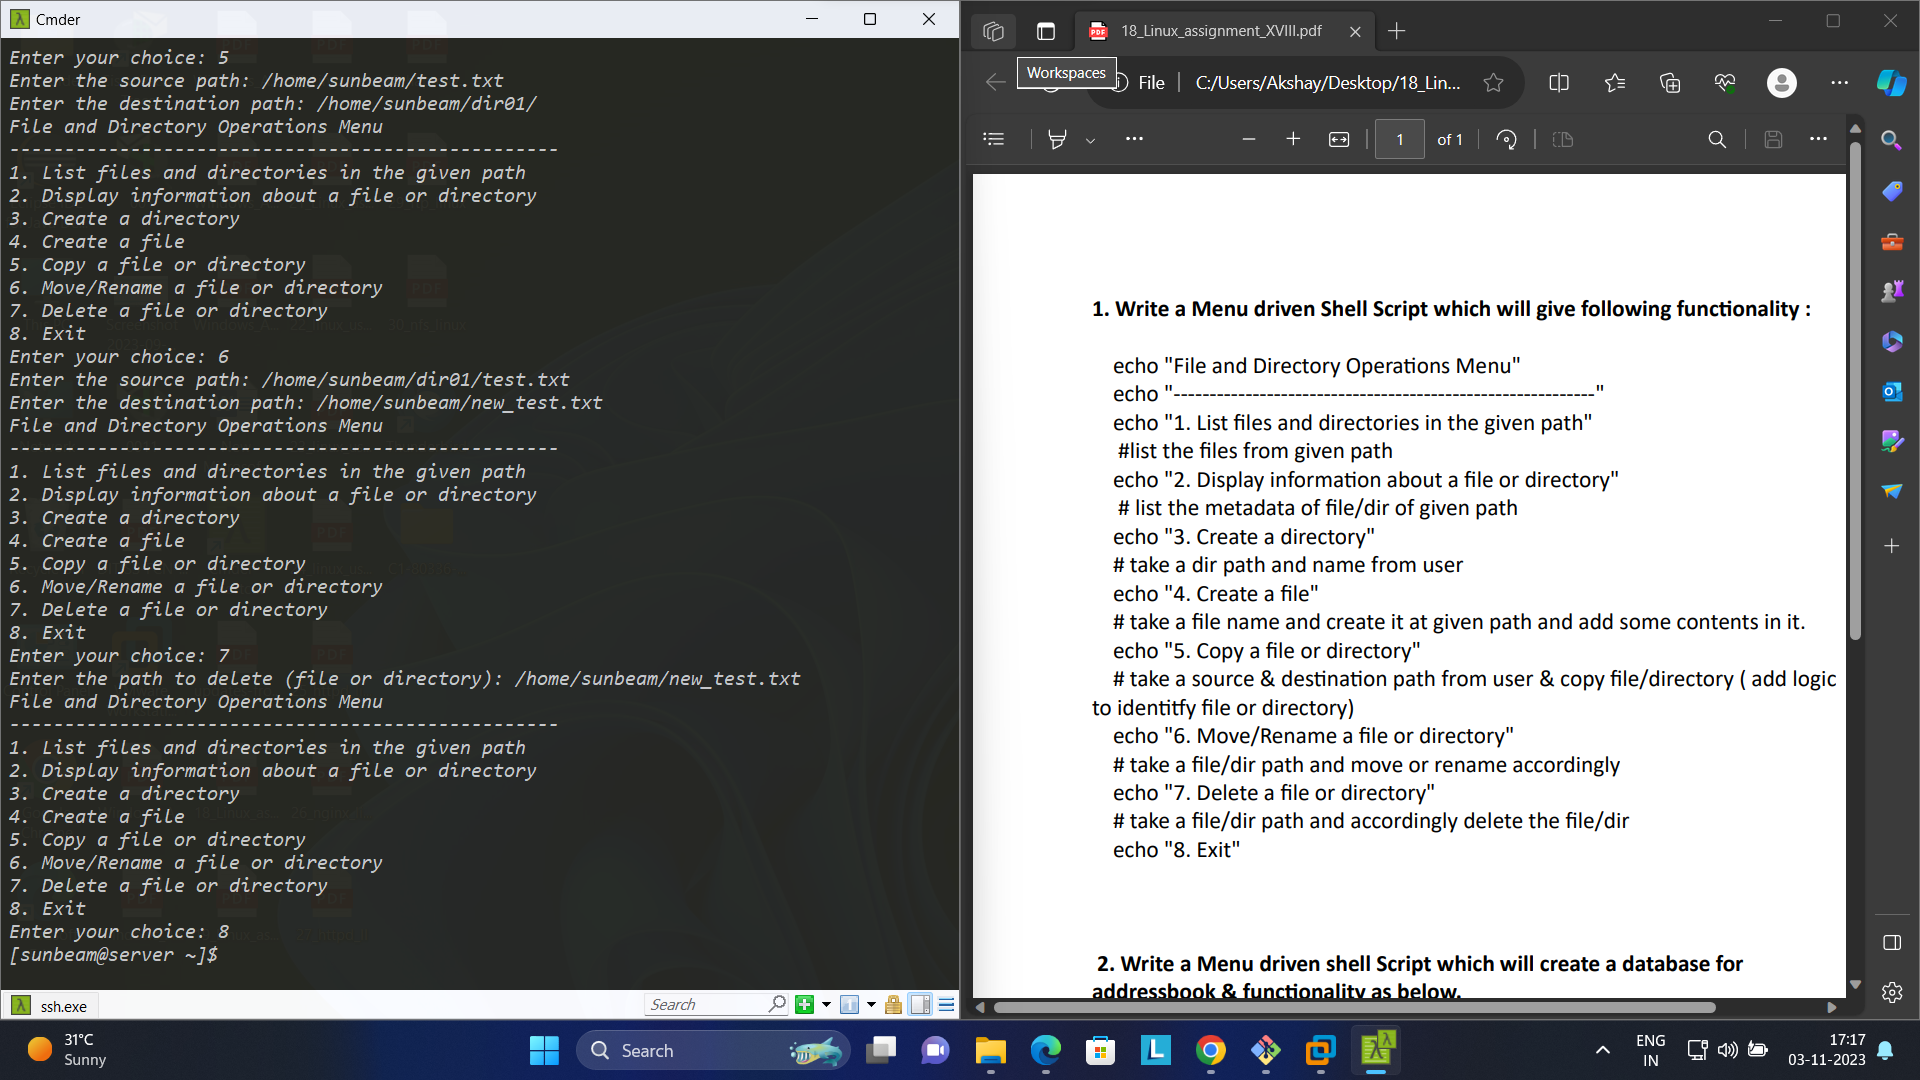 Cmder
Enter your choice: 5
Enter the source path: /home/sunbeam/test.txt
Enter the destination path: /home/sunbeam/dir01/
File and Directory Operations Menu
--------------------------------------------------
1. List files and directories in the given path
2. Display information about a file or directory
3. Create a directory
4. Create a file
5. Copy a file or directory
6. Move/Rename a file or directory
7. Delete a file or directory
8. Exit
Enter your choice: 6
Enter the source path: /home/sunbeam/dir01/test.txt
Enter the destination path: /home/sunbeam/new_test.txt
File and Directory Operations Menu
--------------------------------------------------
1. List files and directories in the given path
2. Display information about a file or directory
3. Create a directory
4. Create a file
5. Copy a file or directory
6. Move/Rename a file or directory
7. Delete a file or directory
8. Exit
Enter your choice: 7
Enter the path to delete (file or directory): /home/sunbeam/new_test.txt
File and Directory Operations Menu
--------------------------------------------------
1. List files and directories in the given path
2. Display information about a file or directory
3. Create a directory
4. Create a file
5. Copy a file or directory
6. Move/Rename a file or directory
7. Delete a file or directory
8. Exit
Enter your choice: 8
[sunbeam@server ~]$
ssh.exe
Search
18_Linux_assignment_XVIII.pdf
Workspaces
File
C:/Users/Akshay/Desktop/18_Lin...
1 of 1
1. Write a Menu driven Shell Script which will give following functionality :
echo "File and Directory Operations Menu"
echo "-----------------------------------------------------------"
echo "1. List files and directories in the given path"
#list the files from given path
echo "2. Display information about a file or directory"
# list the metadata of file/dir of given path
echo "3. Create a directory"
# take a dir path and name from user
echo "4. Create a file"
# take a file name and create it at given path and add some contents in it.
echo "5. Copy a file or directory"
# take a source & destination path from user & copy file/directory ( add logic
to identitfy file or directory)
echo "6. Move/Rename a file or directory"
# take a file/dir path and move or rename accordingly
echo "7. Delete a file or directory"
# take a file/dir path and accordingly delete the file/dir
echo "8. Exit"
2. Write a Menu driven shell Script which will create a database for
addressbook & functionality as below.
31°C
Sunny
Search
ENG
IN
17:17
03-11-2023